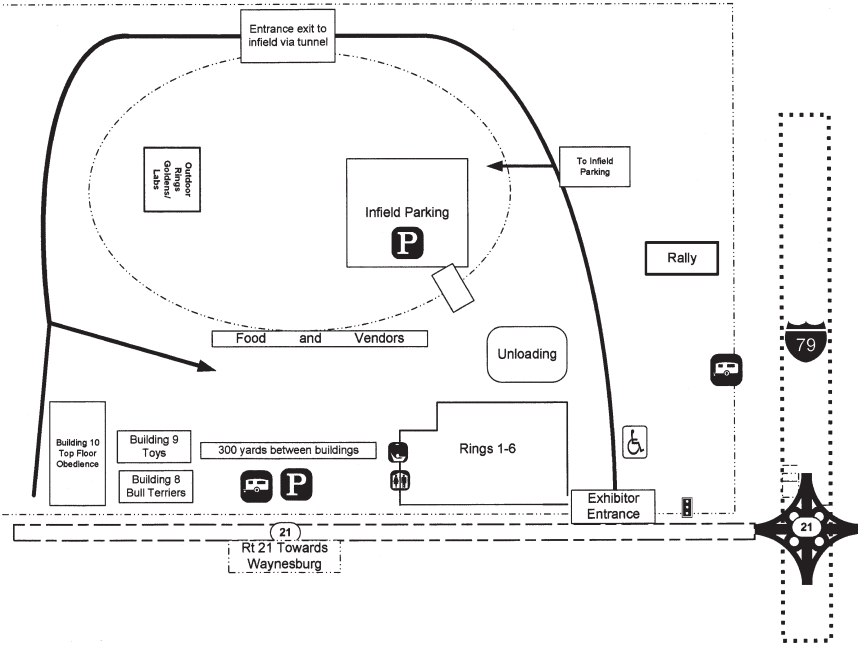 Entrance exit to
infield via tunnel
Outdoor
Rings
Goldens/
Labs
To Infield
Parking
Infield Parking
P
Rally
Food and Vendors
Unloading
79
Building 10
Top Floor
Obedience
Building 9
Toys
300 yards between buildings
Rings 1-6
Building 8
Bull Terriers
P
Exhibitor
Entrance
21
21
Rt 21 Towards
Waynesburg